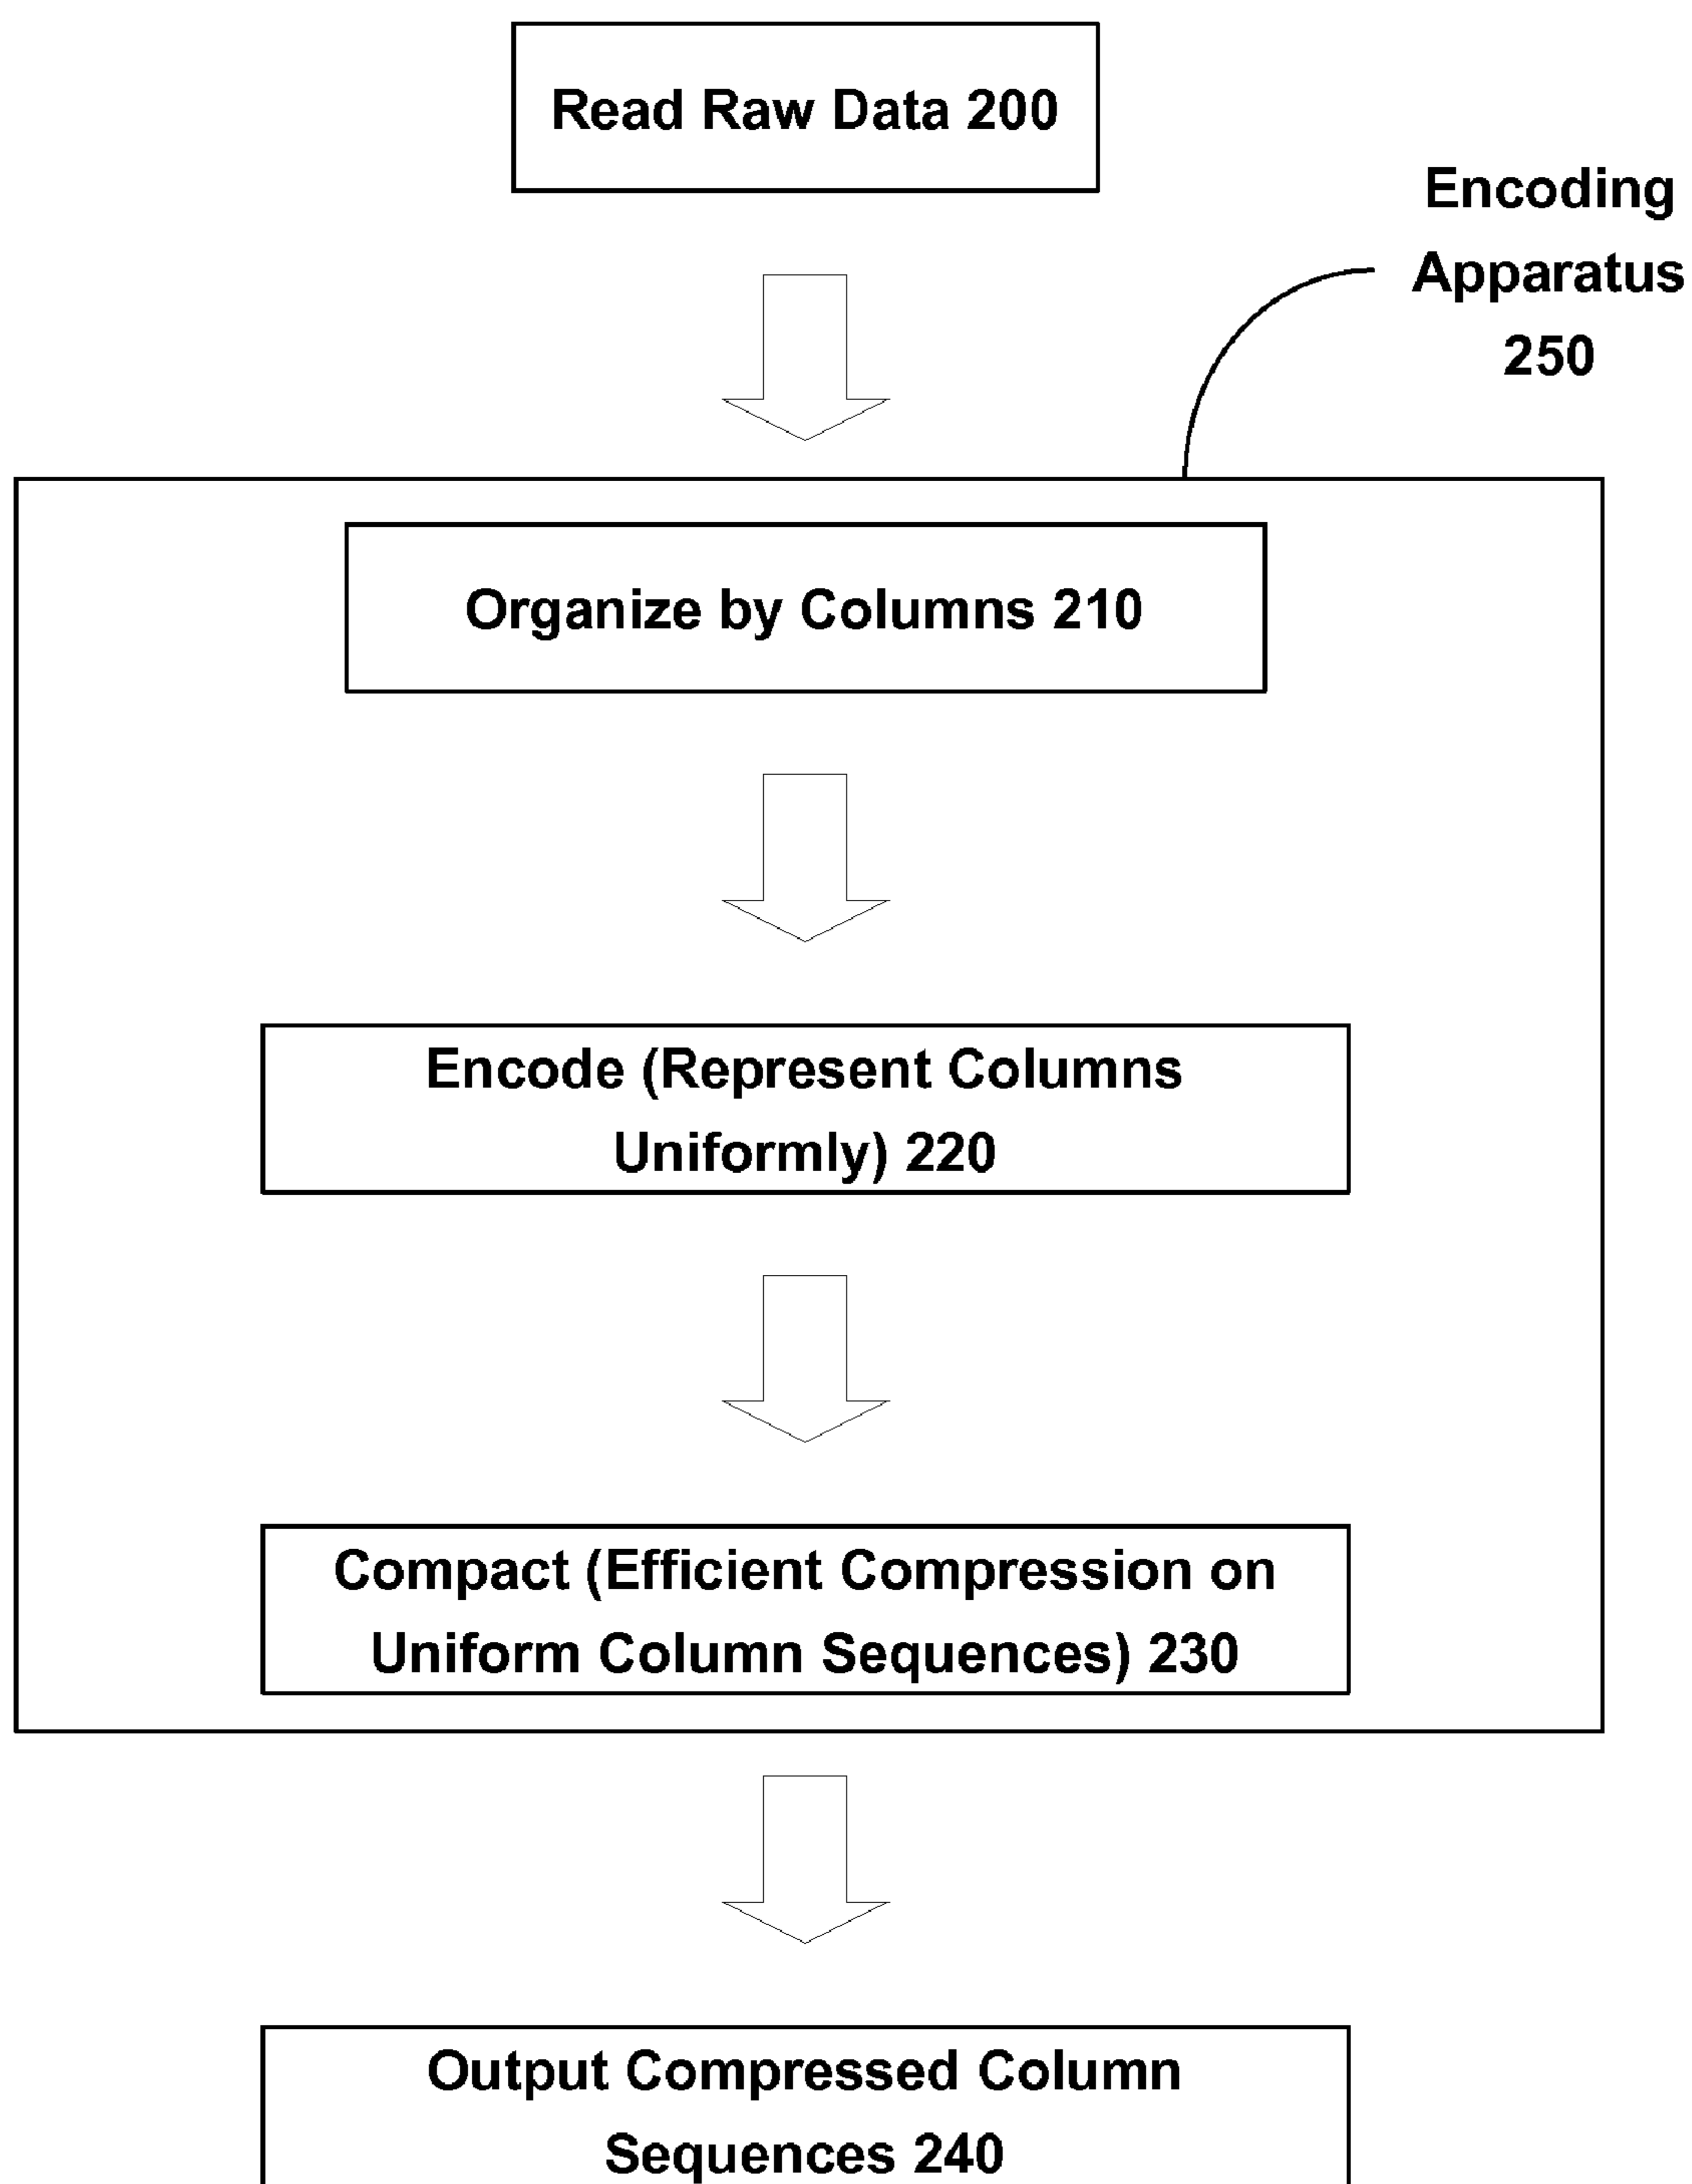 Read Raw Data 200
Encoding
Apparatus
250
Organize by Columns 210
Encode (Represent Columns
Uniformly) 220
Compact (Efficient Compression on
Uniform Column Sequences) 230
Output Compressed Column
Sequences 240